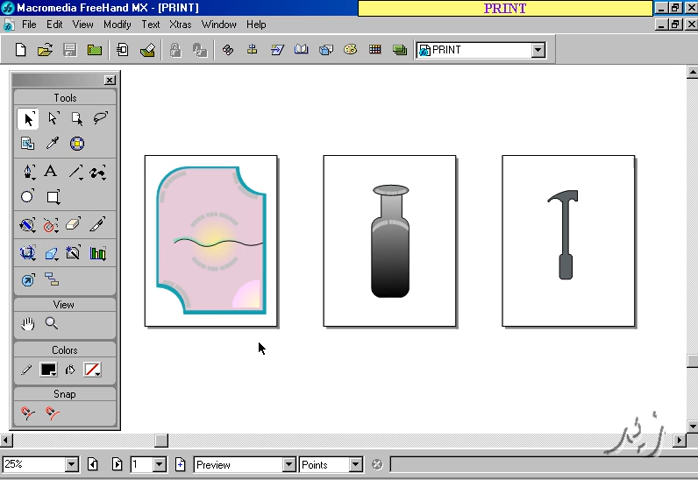 Macromedia FreeHand MX - [PRINT]
PRINT
File Edit View Modify Text Xtras Window Help
PRINT
Tools
A
View
Colors
Snap
25%
1
Preview
Points